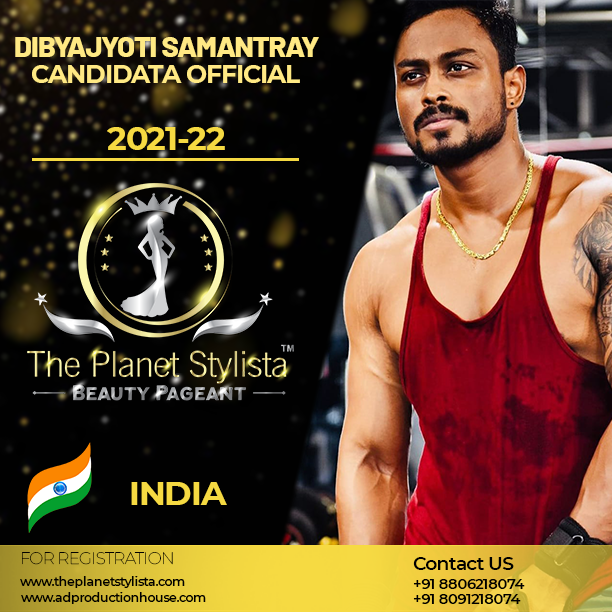 DIBYAJYOTI SAMANTRAY
CANDIDATA OFFICIAL
2021-22
The Planet Stylista™
BEAUTY PAGEANT
INDIA
FOR REGISTRATION
www.theplanetstylista.com
www.adproductionhouse.com
Contact US
+91 8806218074
+91 8091218074